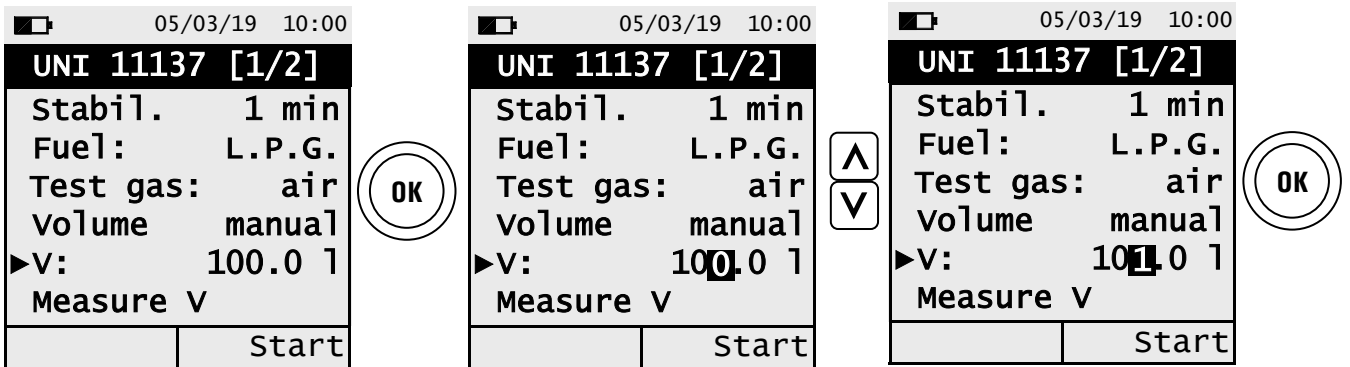 05/03/19 10:00
UNI 11137 [1/2]
Stabil. 1 min
Fuel: L.P.G.
Test gas: air
Volume manual
►V: 100.0 l
Measure V
Start
OK
05/03/19 10:00
UNI 11137 [1/2]
Stabil. 1 min
Fuel: L.P.G.
Test gas: air
Volume manual
►V: 100.0 l
Measure V
Start
05/03/19 10:00
UNI 11137 [1/2]
Stabil. 1 min
Fuel: L.P.G.
Test gas: air
Volume manual
►V: 101.0 l
Measure V
Start
OK